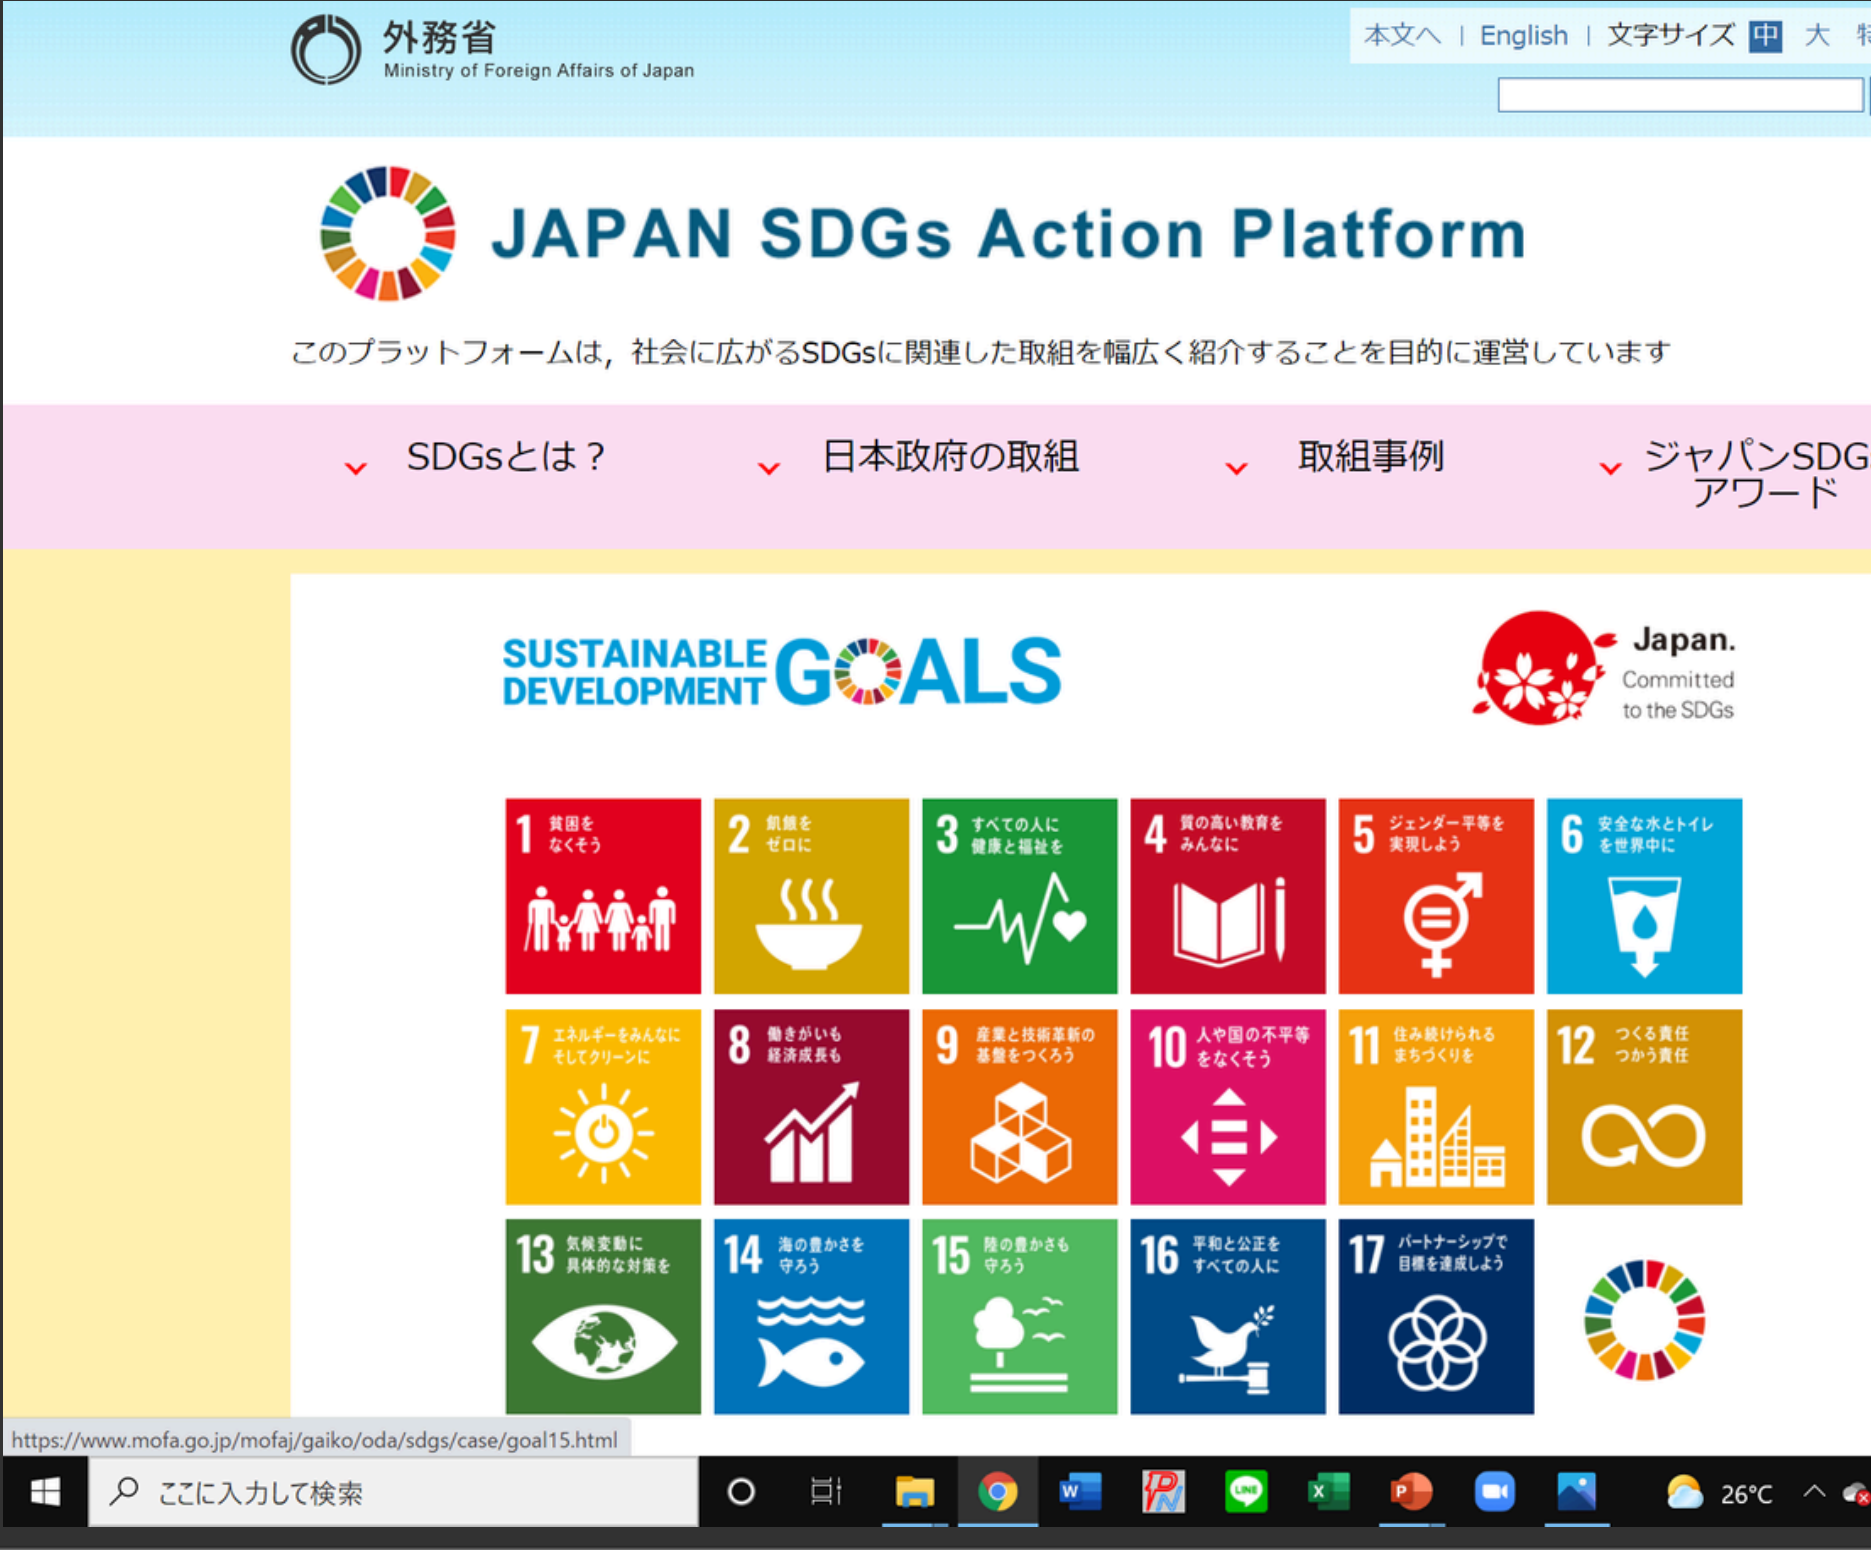 外務省
Ministry of Foreign Affairs of Japan
本文へ | English | 文字サイズ 中 大 特
JAPAN SDGs Action Platform
このプラットフォームは，社会に広がるSDGsに関連した取組を幅広く紹介することを目的に運営しています
SDGsとは？
日本政府の取組
取組事例
ジャパンSDG
アワード
SUSTAINABLE
DEVELOPMENT
GOALS
Japan.
Committed
to the SDGs
1 貧困を
なくそう
2 飢餓を
ゼロに
3 すべての人に
健康と福祉を
4 質の高い教育を
みんなに
5 ジェンダー平等を
実現しよう
6 安全な水とトイレ
を世界中に
7 エネルギーをみんなに
そしてクリーンに
8 働きがいも
経済成長も
9 産業と技術革新の
基盤をつくろう
10 人や国の不平等
をなくそう
11 住み続けられる
まちづくりを
12 つくる責任
つかう責任
13 気候変動に
具体的な対策を
14 海の豊かさを
守ろう
15 陸の豊かさも
守ろう
16 平和と公正を
すべての人に
17 パートナーシップで
目標を達成しよう
https://www.mofa.go.jp/mofaj/gaiko/oda/sdgs/case/goal15.html
ここに入力して検索
W
PN
LINE
X
P
26°C